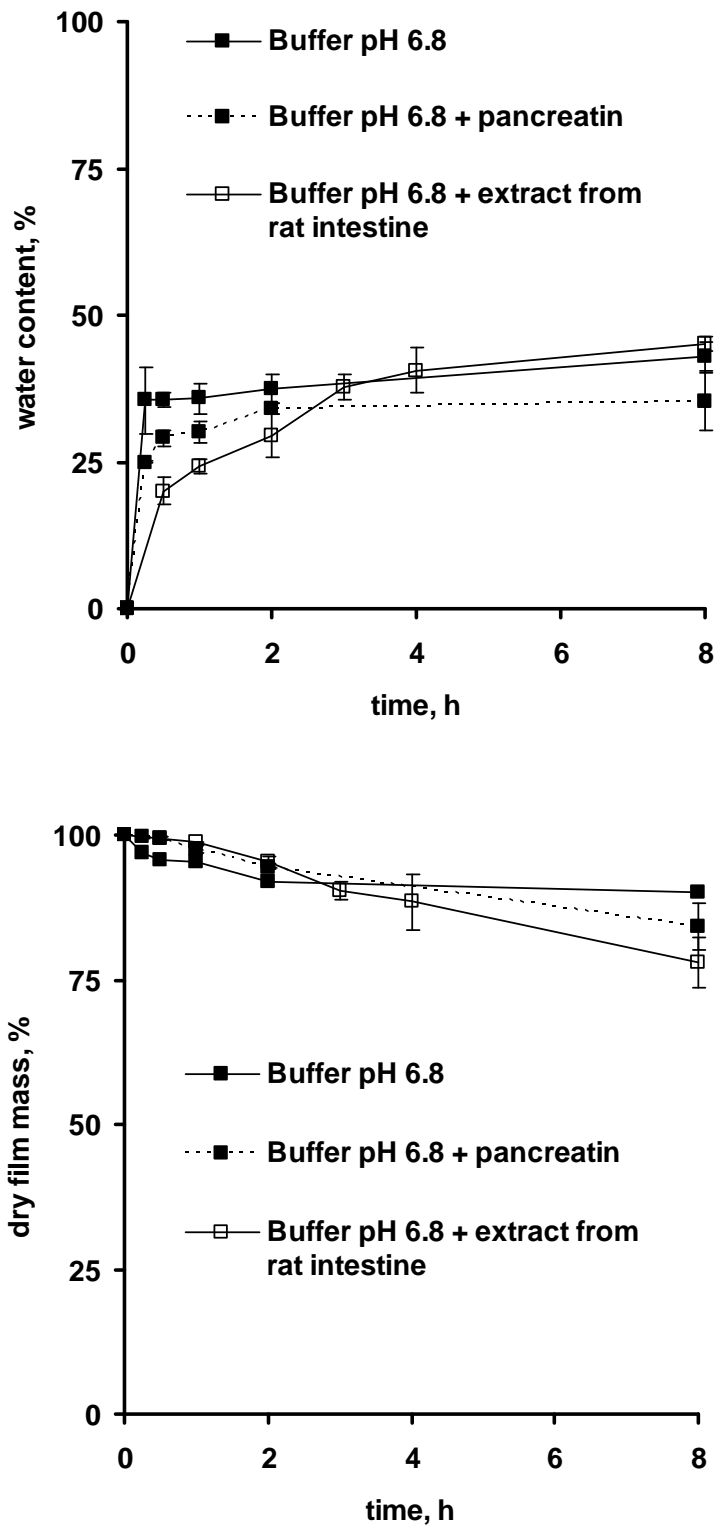 100
Buffer pH 6.8
Buffer pH 6.8 + pancreatin
75
Buffer pH 6.8 + extract from
rat intestine
water content, %
50
25
0
0 2 4 6 8
time, h
100
75
Buffer pH 6.8
dry film mass, %
50
Buffer pH 6.8 + pancreatin
Buffer pH 6.8 + extract from
rat intestine
25
0
0 2 4 6 8
time, h